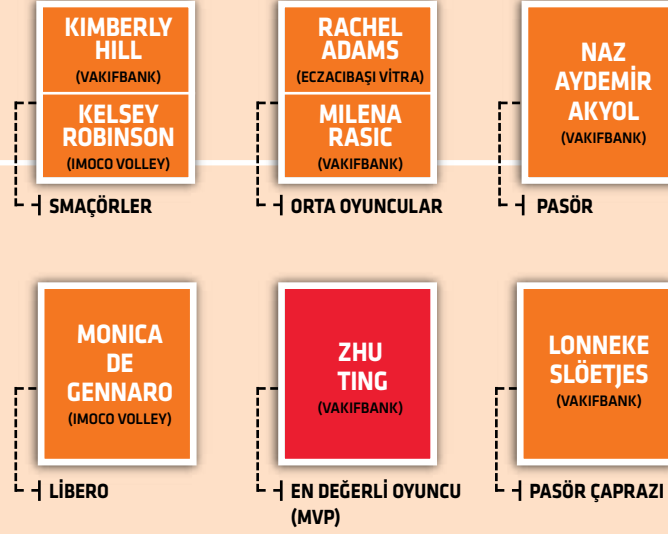 KIMBERLY
HILL
(VAKIFBANK)
KELSEY
ROBINSON
(IMOCO VOLLEY)
SMAÇÖRLER
RACHEL
ADAMS
(ECZACIBAŞI VİTRA)
MILENA
RASIC
(VAKIFBANK)
ORTA OYUNCULAR
NAZ
AYDEMİR
AKYOL
(VAKIFBANK)
PASÖR
MONICA
DE
GENNARO
(IMOCO VOLLEY)
LİBERO
ZHU
TING
(VAKIFBANK)
EN DEĞERLİ OYUNCU
(MVP)
LONNEKE
SLÖETJES
(VAKIFBANK)
PASÖR ÇAPRAZI